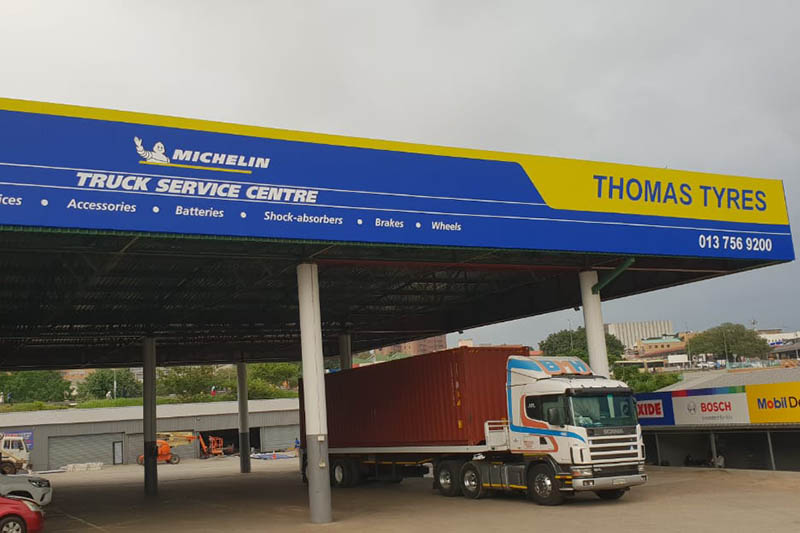 MICHELIN
TRUCK SERVICE CENTRE
ices • Accessories • Batteries • Shock-absorbers • Brakes • Wheels
THOMAS TYRES
013 756 9200
SCANIA
XIDE
BOSCH
Mobil De